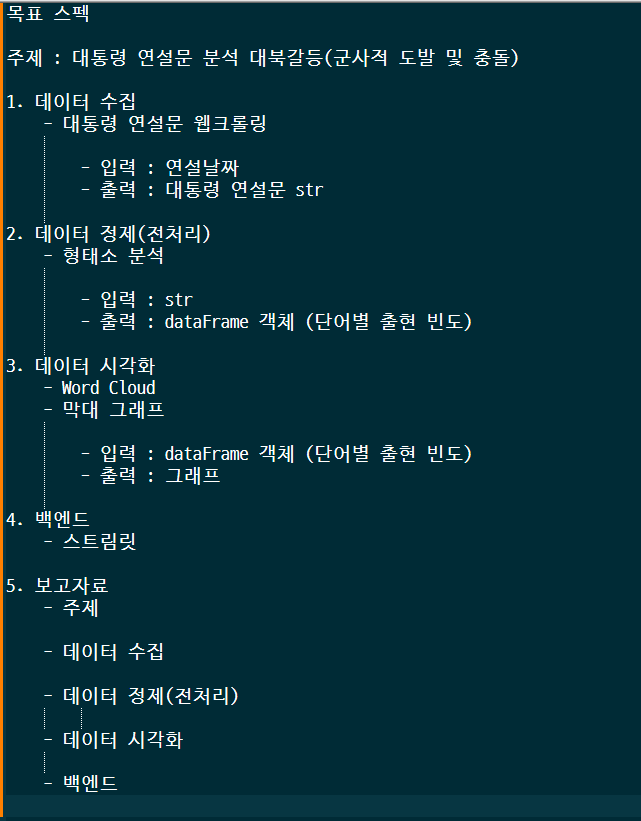 목표 스펙
주제 : 대통령 연설문 분석 대북갈등(군사적 도발 및 충돌)
1. 데이터 수집
- 대통령 연설문 웹크롤링
- 입력 : 연설날짜
- 출력 : 대통령 연설문 str
2. 데이터 정제(전처리)
- 형태소 분석
- 입력 : str
- 출력 : dataFrame 객체 (단어별 출현 빈도)
3. 데이터 시각화
- Word Cloud
- 막대 그래프
- 입력 : dataFrame 객체 (단어별 출현 빈도)
- 출력 : 그래프
4. 백엔드
- 스트림릿
5. 보고자료
- 주제
- 데이터 수집
- 데이터 정제(전처리)
- 데이터 시각화
- 백엔드